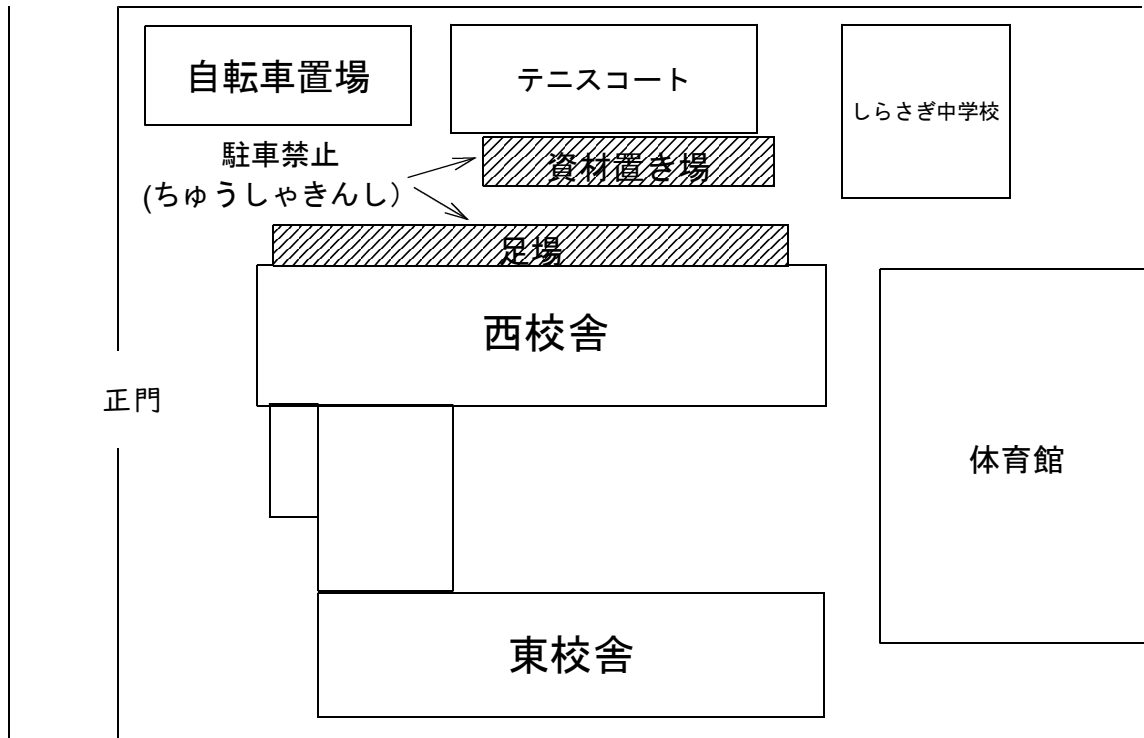 自転車置場
テニスコート
しらさぎ中学校
駐車禁止
(ちゅうしゃきんし）
資材置き場
足場
西校舎
正門
体育館
東校舎